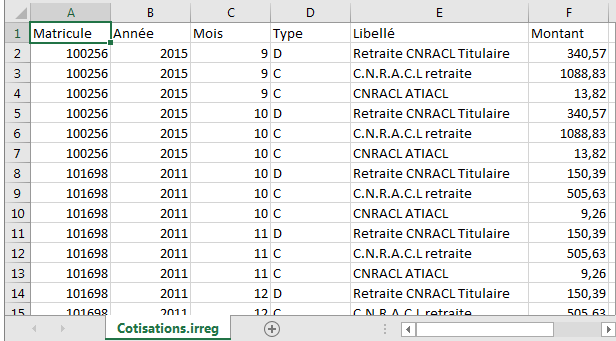 A B C D E F
1 Matricule Année Mois Type Libellé Montant
2 100256 2015 9 D Retraite CNRACL Titulaire 340,57
3 100256 2015 9 C C.N.R.A.C.L retraite 1088,83
4 100256 2015 9 C CNRACL ATIACL 13,82
5 100256 2015 10 D Retraite CNRACL Titulaire 340,57
6 100256 2015 10 C C.N.R.A.C.L retraite 1088,83
7 100256 2015 10 C CNRACL ATIACL 13,82
8 101698 2011 10 D Retraite CNRACL Titulaire 150,39
9 101698 2011 10 C C.N.R.A.C.L retraite 505,63
10 101698 2011 10 C CNRACL ATIACL 9,26
11 101698 2011 11 D Retraite CNRACL Titulaire 150,39
12 101698 2011 11 C C.N.R.A.C.L retraite 505,63
13 101698 2011 11 C CNRACL ATIACL 9,26
14 101698 2011 12 D Retraite CNRACL Titulaire 150,39
15 101698 2011 12 C C.N.R.A.C.L retraite 505,63
Cotisations.irreg